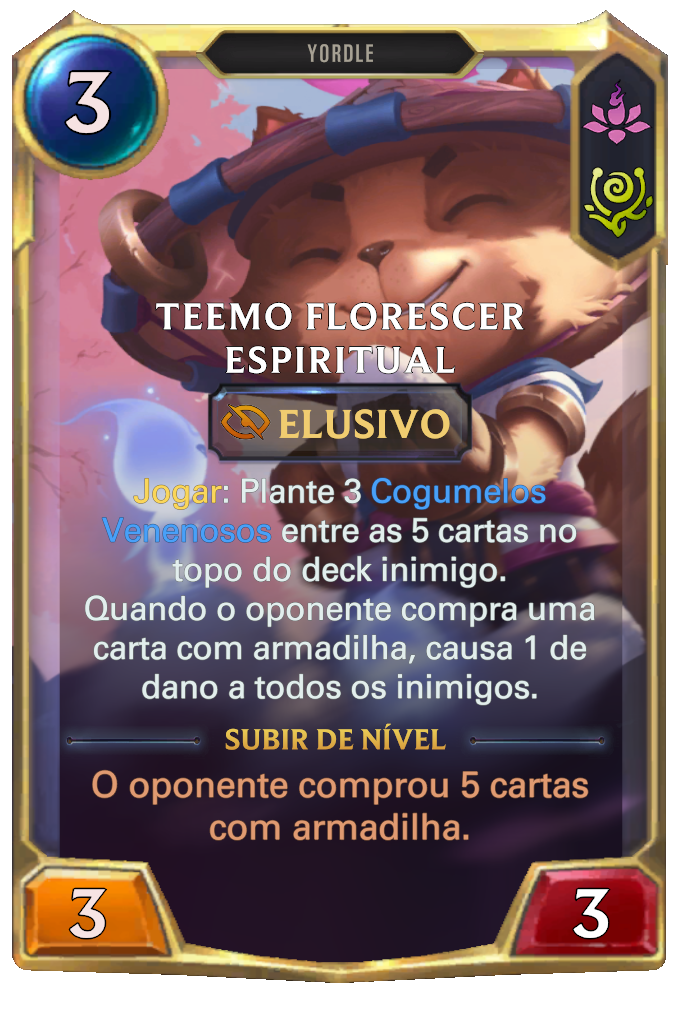 3
YORDLE
TEEMO FLORESCER
ESPIRITUAL
ELUSIVO
Jogar: Plante 3 Cogumelos
Venenosos entre as 5 cartas no
topo do deck inimigo.
Quando o oponente compra uma
carta com armadilha, causa 1 de
dano a todos os inimigos.
SUBIR DE NÍVEL
O oponente comprou 5 cartas
com armadilha.
3
3